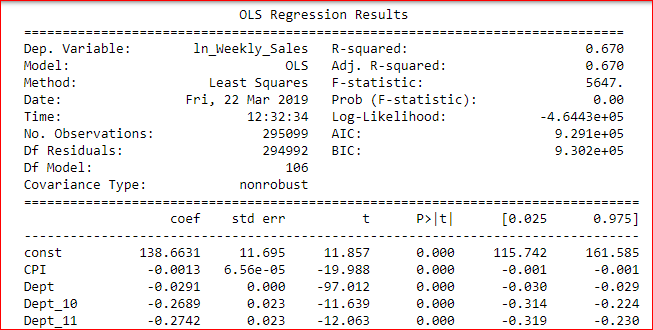 OLS Regression Results
==============================================================================
Dep. Variable: ln_Weekly_Sales R-squared: 0.670
Model: OLS Adj. R-squared: 0.670
Method: Least Squares F-statistic: 5647.
Date: Fri, 22 Mar 2019 Prob (F-statistic): 0.00
Time: 12:32:34 Log-Likelihood: -4.6443e+05
No. Observations: 295099 AIC: 9.291e+05
Df Residuals: 294992 BIC: 9.302e+05
Df Model: 106
Covariance Type: nonrobust
==============================================================================
coef std err t P>|t| [0.025 0.975]
------------------------------------------------------------------------------
const 138.6631 11.695 11.857 0.000 115.742 161.585
CPI -0.0013 6.56e-05 -19.988 0.000 -0.001 -0.001
Dept -0.0291 0.000 -97.012 0.000 -0.030 -0.029
Dept_10 -0.2689 0.023 -11.639 0.000 -0.314 -0.224
Dept_11 -0.2742 0.023 -12.063 0.000 -0.319 -0.230